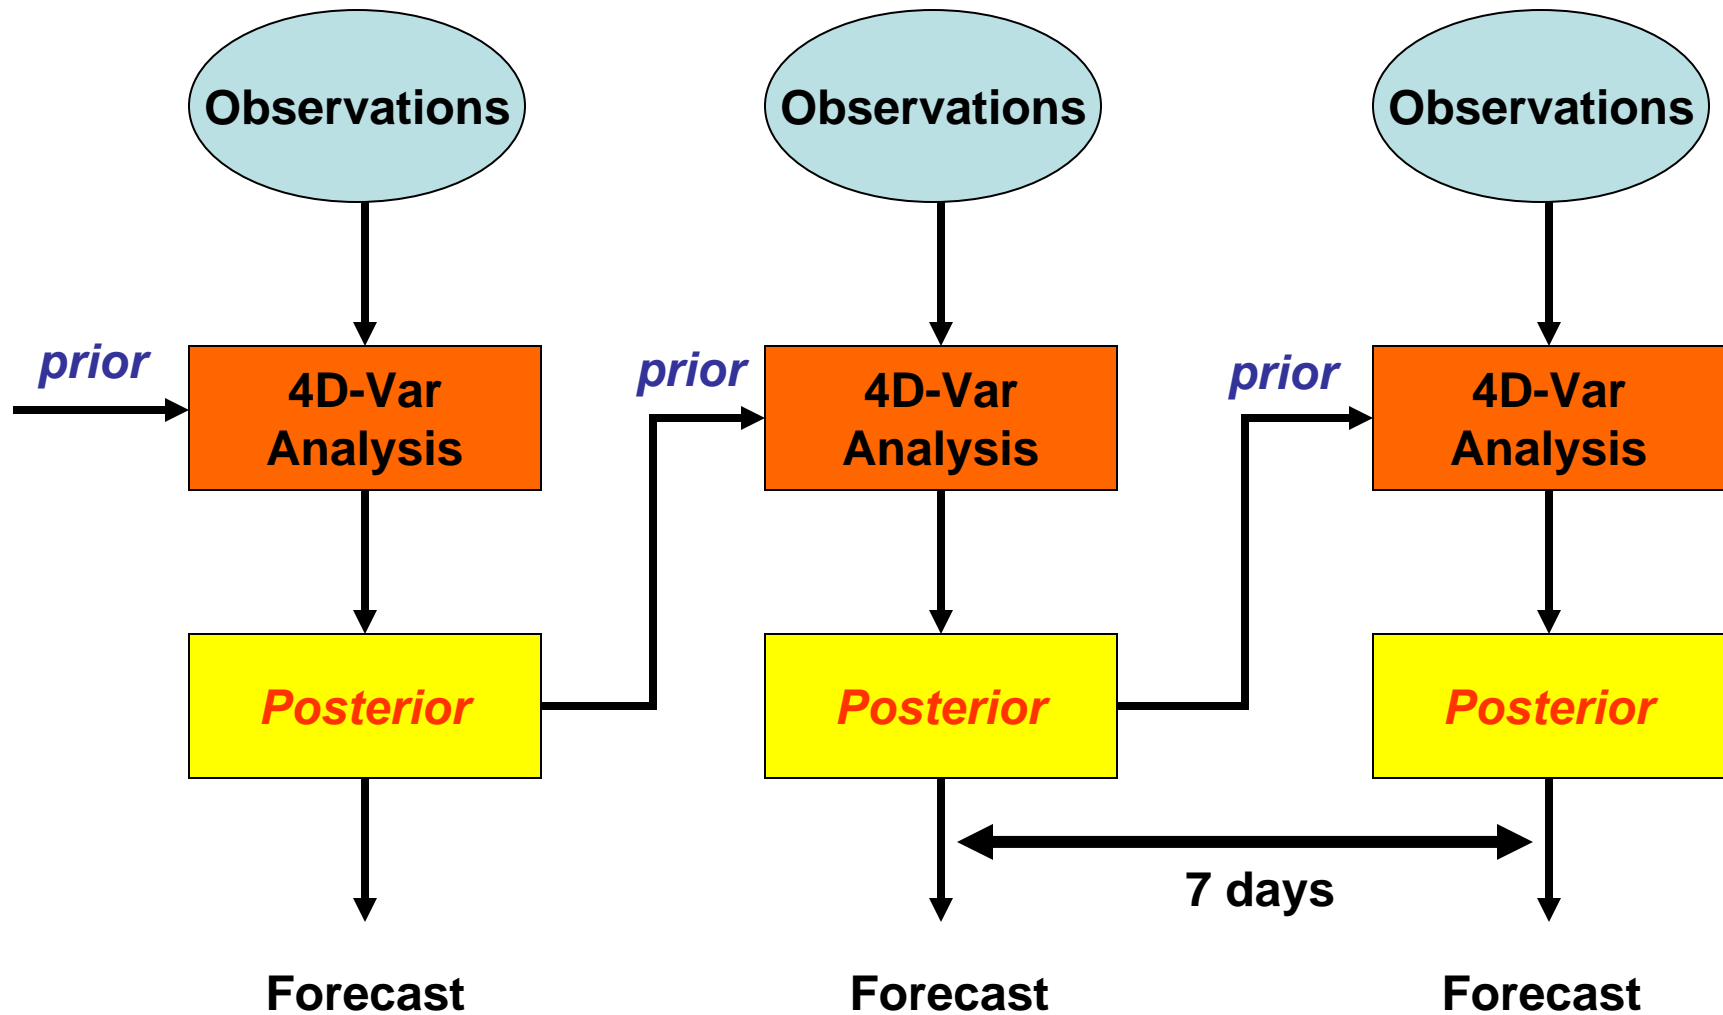 Observations
Observations
Observations
prior
prior
prior
4D-Var
Analysis
4D-Var
Analysis
4D-Var
Analysis
Posterior
Posterior
Posterior
7 days
Forecast
Forecast
Forecast